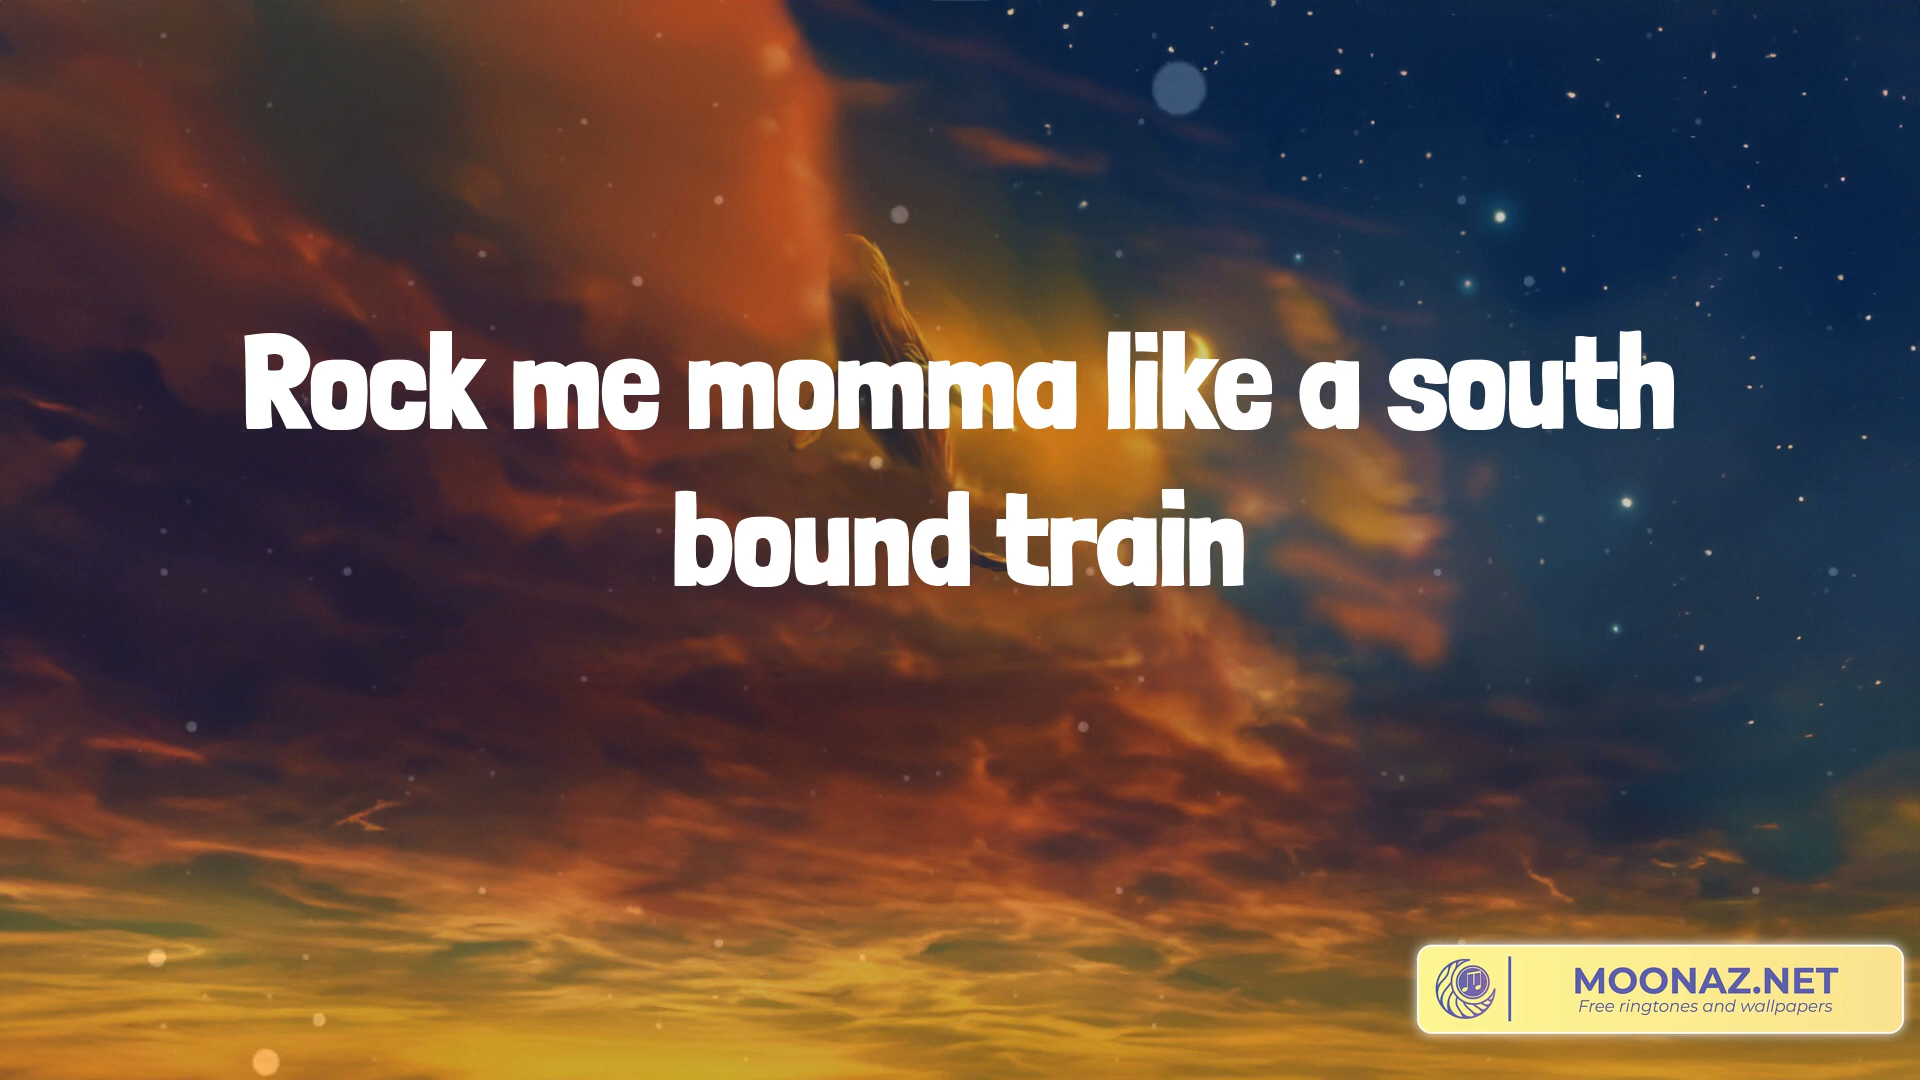 Rock me momma like a south
bound train
MOONAZ.NET
Free ringtones and wallpapers